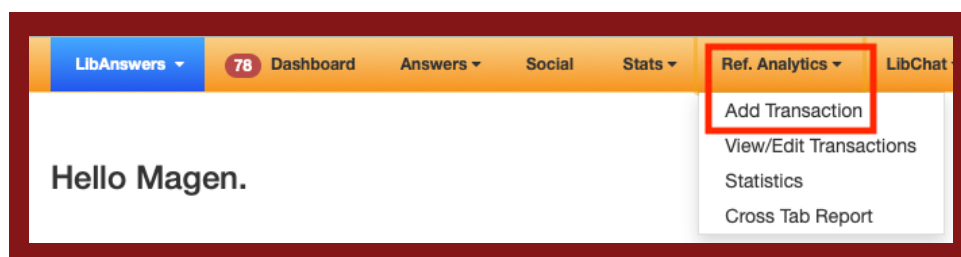 LibAnswers 78 Dashboard Answers Social Stats Ref. Analytics LibChat
Add Transaction
View/Edit Transactions
Hello Magen.
Statistics
Cross Tab Report